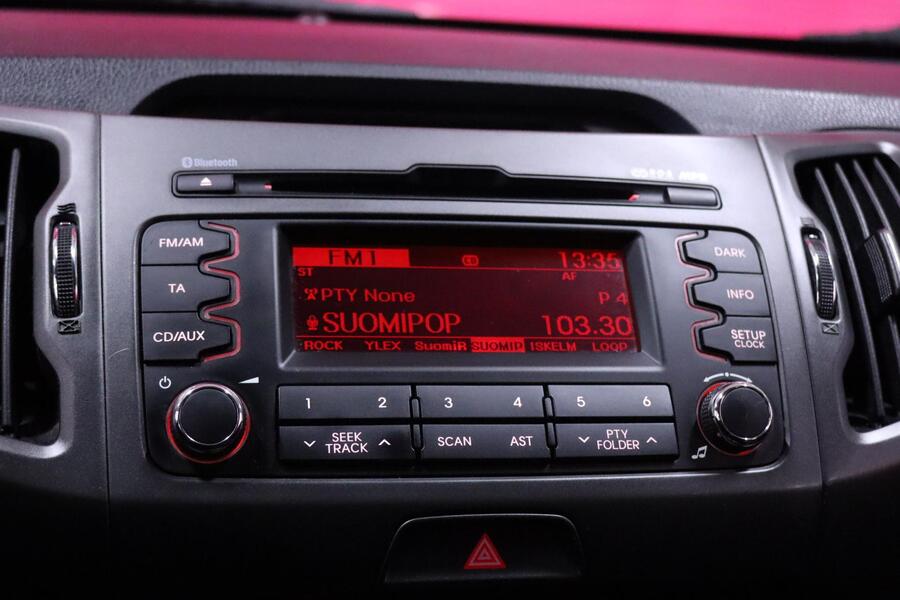 Bluetooth
FM/AM
TA
CD/AUX
FM1 13:35
ST AF
PTY None P 4
SUOMIPOP 103.30
ROCK YLEX SuomiR SUOMIP ISKELM LOOP
DARK
INFO
SETUP
CLOCK
1 2 3 4 5 6
SEEK
TRACK
SCAN AST
PTY
FOLDER